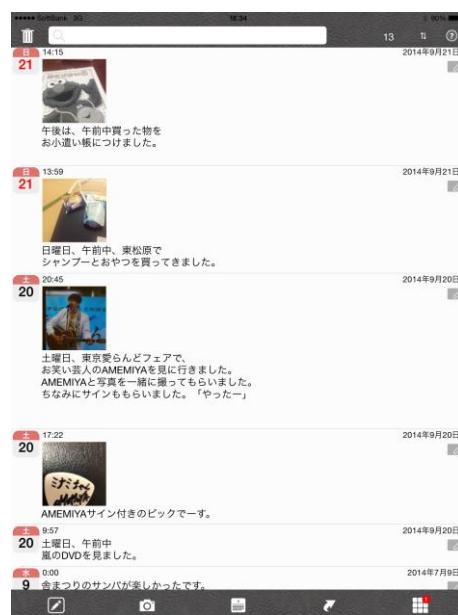 SoftBank 3G 18:34 80%
13
日 14:15 2014年9月21日
21
午後は、午前中買った物を
お小遣い帳につけました。
日 13:59 2014年9月21日
21
日曜日、午前中、東松原で
シャンプーとおやつを買ってきました。
土 20:45 2014年9月20日
20
土曜日、東京愛らんどフェアで、
お笑い芸人のAMEMIYAを見に行きました。
AMEMIYAと写真を一緒に撮ってもらいました。
ちなみにサインももらいました。「やったー」
土 17:22 2014年9月20日
20
AMEMIYAサイン付きのピックでーす。
土 9:57 2014年9月20日
20
土曜日、午前中
嵐のDVDを見ました。
水 0:00 2014年7月9日
9
舎まつりのサンバが楽しかったです。